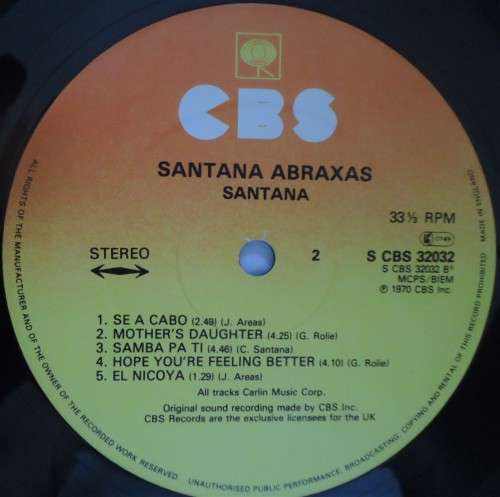 CBS
SANTANA ABRAXAS
SANTANA
33⅓ RPM
STEREO
2
S CBS 32032
S CBS 32032 B°
MCPS/BIEM
℗ 1970 CBS Inc.
1. SE A CABO (2.49) (J. Areas)
2. MOTHER'S DAUGHTER (4.25) (G. Rolie)
3. SAMBA PA TI (4.46) (C. Santana)
4. HOPE YOU'RE FEELING BETTER (4.10) (G. Rolie)
5. EL NICOYA (1.29) (J. Areas)
All tracks Carlin Music Corp.
Original sound recording made by CBS Inc.
CBS Records are the exclusive licensees for the UK
ALL RIGHTS OF THE MANUFACTURER AND OF THE OWNER OF THE RECORDED WORK RESERVED
UNAUTHORISED PUBLIC PERFORMANCE, BROADCASTING, COPYING AND RENTAL OF THIS RECORD PROHIBITED
MADE IN ENGLAND